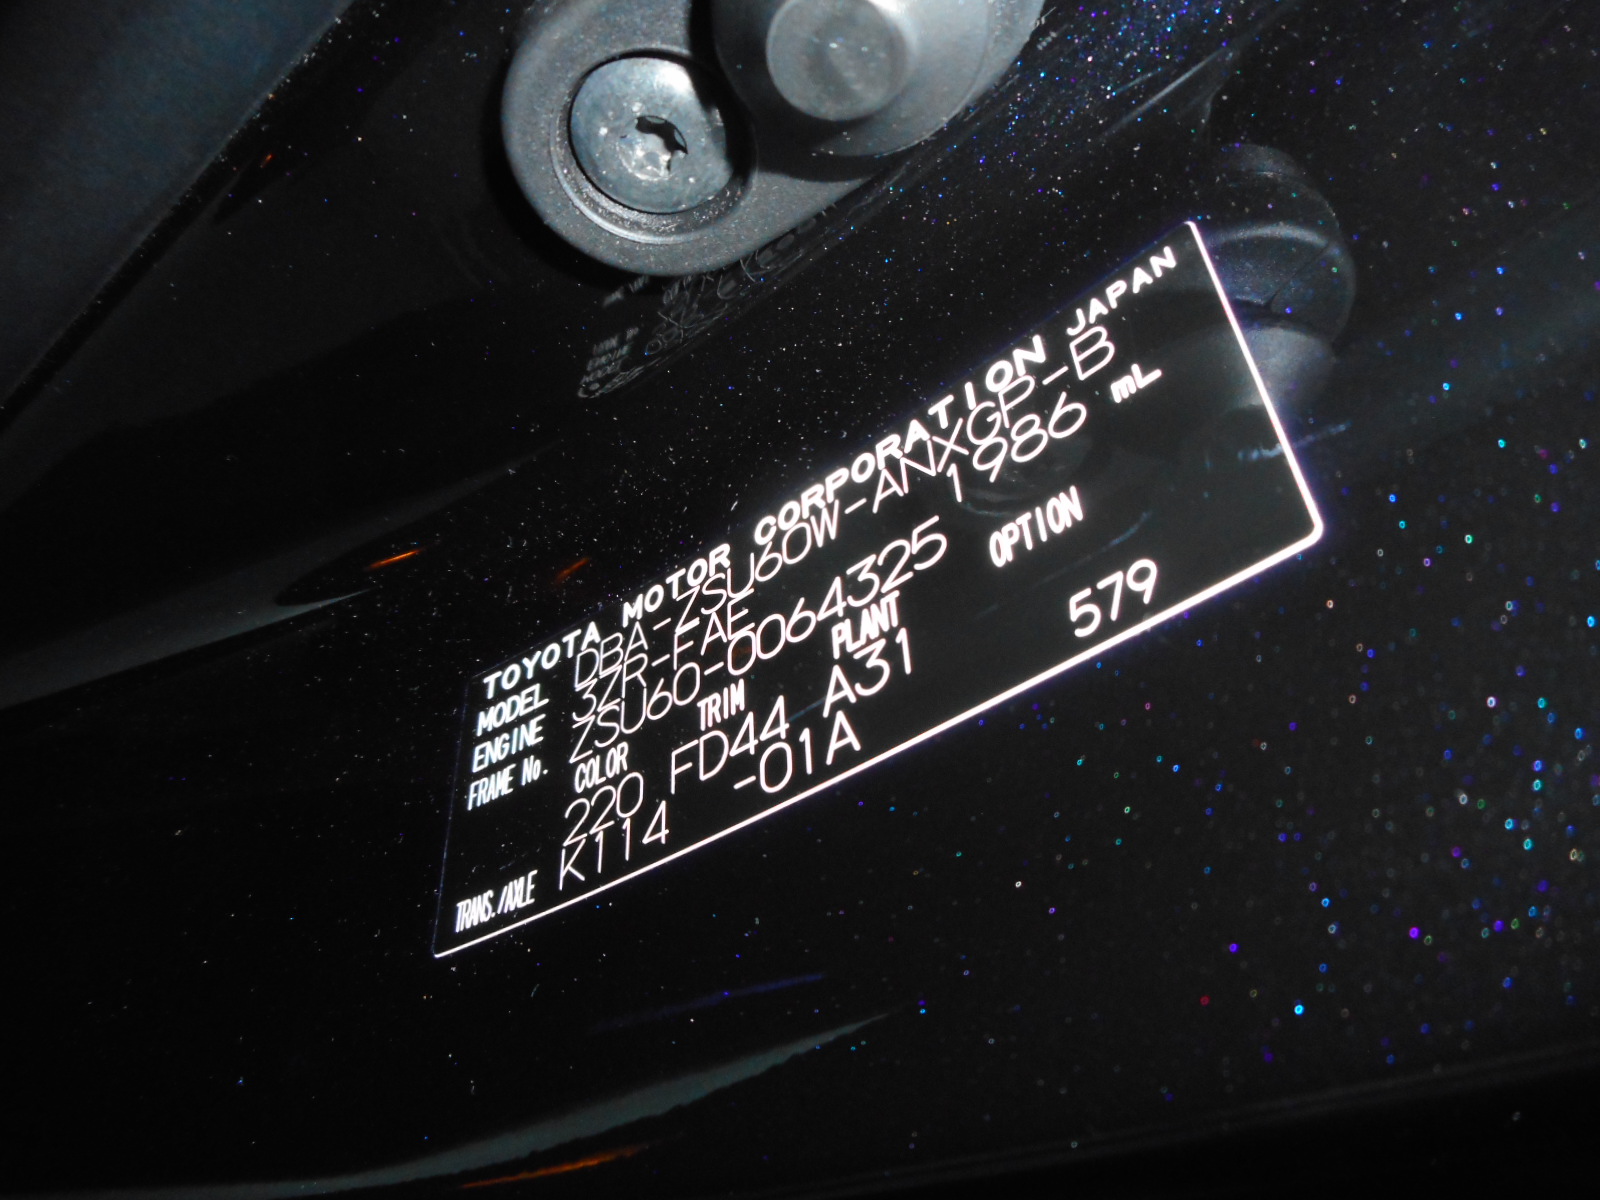 TOYOTA MOTOR CORPORATION JAPAN
MODEL DBA-ZSU60W-ANXGP-B
ENGINE 3ZR-FAE 1986 mL
FRAME No. ZSU60-0064325
COLOR TRIM PLANT OPTION
220 FD44 A31 579
TRANS./AXLE K114 -01A